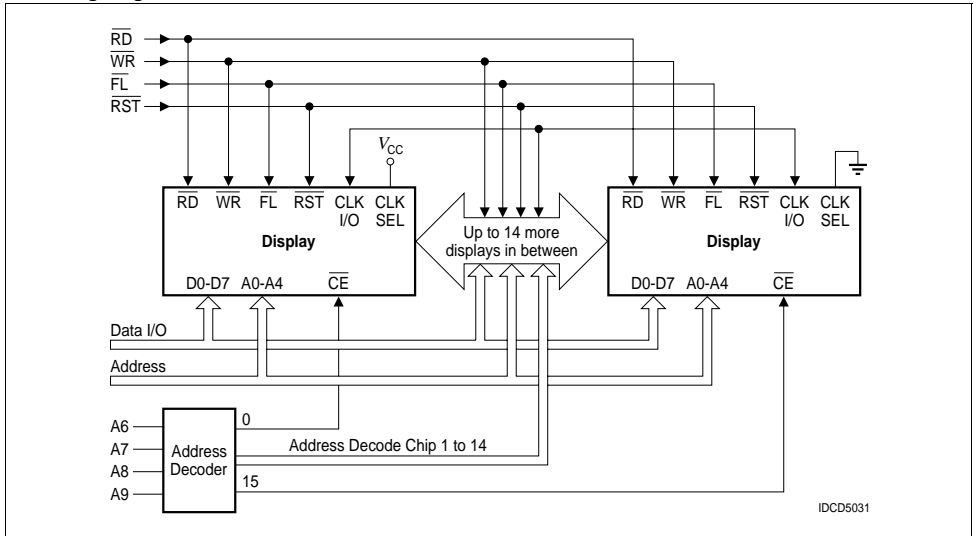 RD
WR
FL
RST
VCC
RD WR FL RST CLK I/O CLK SEL
Display
D0-D7 A0-A4 CE
Up to 14 more
displays in between
RD WR FL RST CLK I/O CLK SEL
Display
D0-D7 A0-A4 CE
Data I/O
Address
A6
A7
A8
A9
Address
Decoder
0
Address Decode Chip 1 to 14
15
IDCD5031